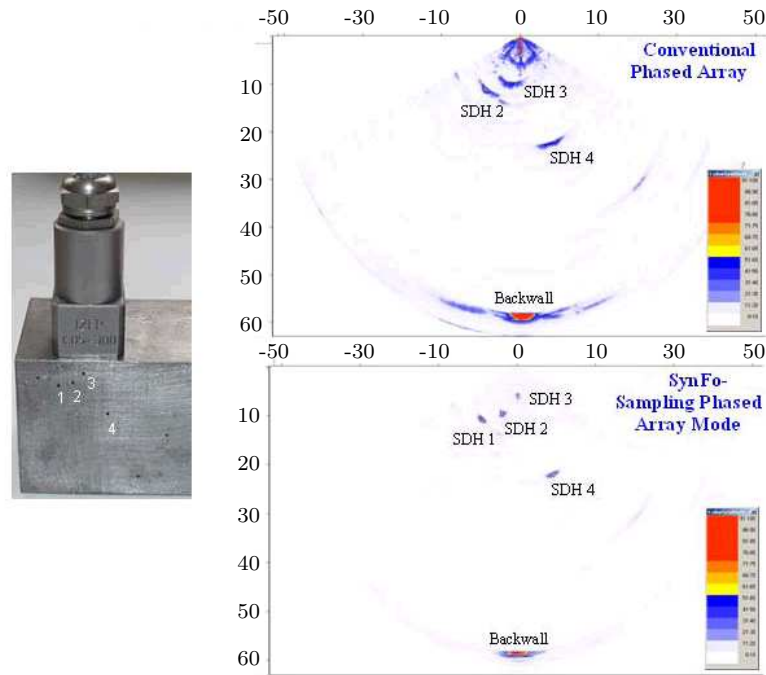 -50 -30 -10 0 10 30 50
Conventional
Phased Array
10
20
30
40
50
60
SDH 3
SDH 2
SDH 4
Backwall
1
2
3
4
-50 -30 -10 0 10 30 50
SynFo-
Sampling Phased
Array Mode
10
20
30
40
50
60
SDH 3
SDH 2
SDH 1
SDH 4
Backwall